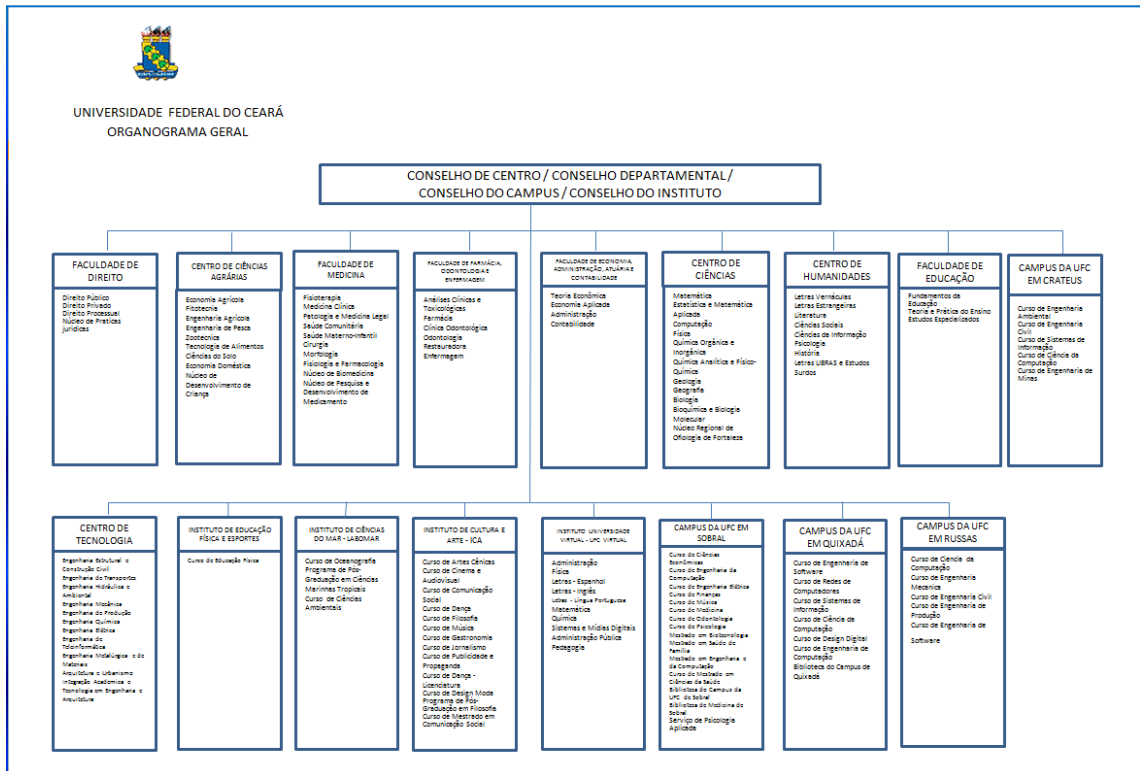 UNIVERSIDADE FEDERAL DO CEARÁ
ORGANOGRAMA GERAL
CONSELHO DE CENTRO / CONSELHO DEPARTAMENTAL /
CONSELHO DO CAMPUS / CONSELHO DO INSTITUTO
FACULDADE DE
DIREITO
Direito Público
Direito Privado
Direito Processual
Núcleo de Praticas
juridicas
CENTRO DE CIÊNCIAS
AGRÁRIAS
Economia Agrícola
Fitotecnia
Engenharia Agrícola
Engenharia de Pesca
Zootecnica
Tecnologia de Alimentos
Ciências do Solo
Economia Doméstica
Núcleo de
Desenvolvimento de
Criança
FACULDADE DE
MEDICINA
Fisioterapia
Medicina Clínica
Patologia e Medicina Legal
Saúde Comunitária
Saúde Materno-Infantil
Cirurgia
Morfologia
Fisiologia e Farmacologia
Núcleo de Biomedicina
Núcleo de Pesquisa e
Desenvolvimento de
Medicamento
FACULDADE DE FARMÁCIA,
ODONTOLOGIA E
ENFERMAGEM
Análises Clínicas e
Toxicológicas
Farmácia
Clínica Odontológica
Odontologia
Restauradora
Enfermagem
FACULDADE DE ECONOMIA,
ADMINISTRAÇÃO, ATUÁRIA E
CONTABILIDADE
Teoria Econômica
Economia Aplicada
Administração
Contabilidade
CENTRO DE
CIÊNCIAS
Matemática
Estatística e Matemática
Aplicada
Computação
Física
Química Orgânica e
Inorgânica
Química Analítica e Físico-
Química
Geologia
Geografia
Biologia
Bioquímica e Biologia
Molecular
Núcleo Regional de
Ofiologia de Fortaleza
CENTRO DE
HUMANIDADES
Letras Vernáculas
Letras Estrangeiras
Literatura
Ciências Sociais
Ciências da Informação
Psicologia
História
Letras LIBRAS e Estudos
Surdos
FACULDADE DE
EDUCAÇÃO
Fundamentos da
Educação
Teoria e Prática do Ensino
Estudos Especializados
CAMPUS DA UFC
EM CRATEUS
Curso de Engenharia
Ambiental
Curso de Engenharia
Civil
Curso de Sistemas de
Informação
Curso de Ciência da
Computação
Curso de Engenharia de
Minas
CENTRO DE
TECNOLOGIA
Engenharia Estrutural e
Construção Civil
Engenharia de Transportes
Engenharia Hidráulica e
Ambiental
Engenharia Mecânica
Engenharia de Produção
Engenharia Química
Engenharia Elétrica
Engenharia de
Teleinformática
Engenharia Metalúrgica e de
Materiais
Arquitetura e Urbanismo
Integração Academica e
Tecnologia em Engenharia e
Arquitetura
INSTITUTO DE EDUCAÇÃO
FÍSICA E ESPORTES
Curso de Educação Física
INSTITUTO DE CIÊNCIAS
DO MAR - LABOMAR
Curso de Oceanografia
Programa de Pós-
Graduação em Ciências
Marinhas Tropicais
Curso de Ciências
Ambientais
INSTITUTO DE CULTURA E
ARTE - ICA
Curso de Artes Cênicas
Curso de Cinema e
Audiovisual
Curso de Comunicação
Social
Curso de Dança
Curso de Filosofia
Curso de Música
Curso de Gastronomia
Curso de Jornalismo
Curso de Publicidade e
Propaganda
Curso de Dança -
Licenciatura
Curso de Design Moda
Programa de Pós-
Graduação em Filosofia
Curso de Mestrado em
Comunicação Social
INSTITUTO UNIVERSIDADE
VIRTUAL - UFC VIRTUAL
Administração
Física
Letras - Espanhol
Letras - Inglês
Letras - Língua Portuguesa
Matemática
Química
Sistemas e Mídias Digitais
Administração Pública
Pedagogia
CAMPUS DA UFC EM
SOBRAL
Curso de Ciências
Econômicas
Curso de Engenharia da
Computação
Curso de Engenharia Elétrica
Curso de Finanças
Curso de Música
Curso de Medicina
Curso de Odontologia
Curso de Psicologia
Mestrado em Biotecnologia
Mestrado em Saúde da
Família
Mestrado em Engenharia e
da Computação
Curso de Mestrado em
Ciências da Saúde
Biblioteca do Campus da
UFC de Sobral
Biblioteca de Medicina de
Sobral
Serviço de Psicologia
Aplicada
CAMPUS DA UFC
EM QUIXADÁ
Curso de Engenharia de
Software
Curso de Redes de
Computadores
Curso de Sistemas de
Informação
Curso de Ciência da
Computação
Curso de Design Digital
Curso de Engenharia de
Computação
Biblioteca do Campus de
Quixadá
CAMPUS DA UFC
EM RUSSAS
Curso de Ciencia da
Computação
Curso de Engenharia
Mecanica
Curso de Engenharia Civil
Curso de Engenharia de
Produção
Curso de Engenharia de
Software